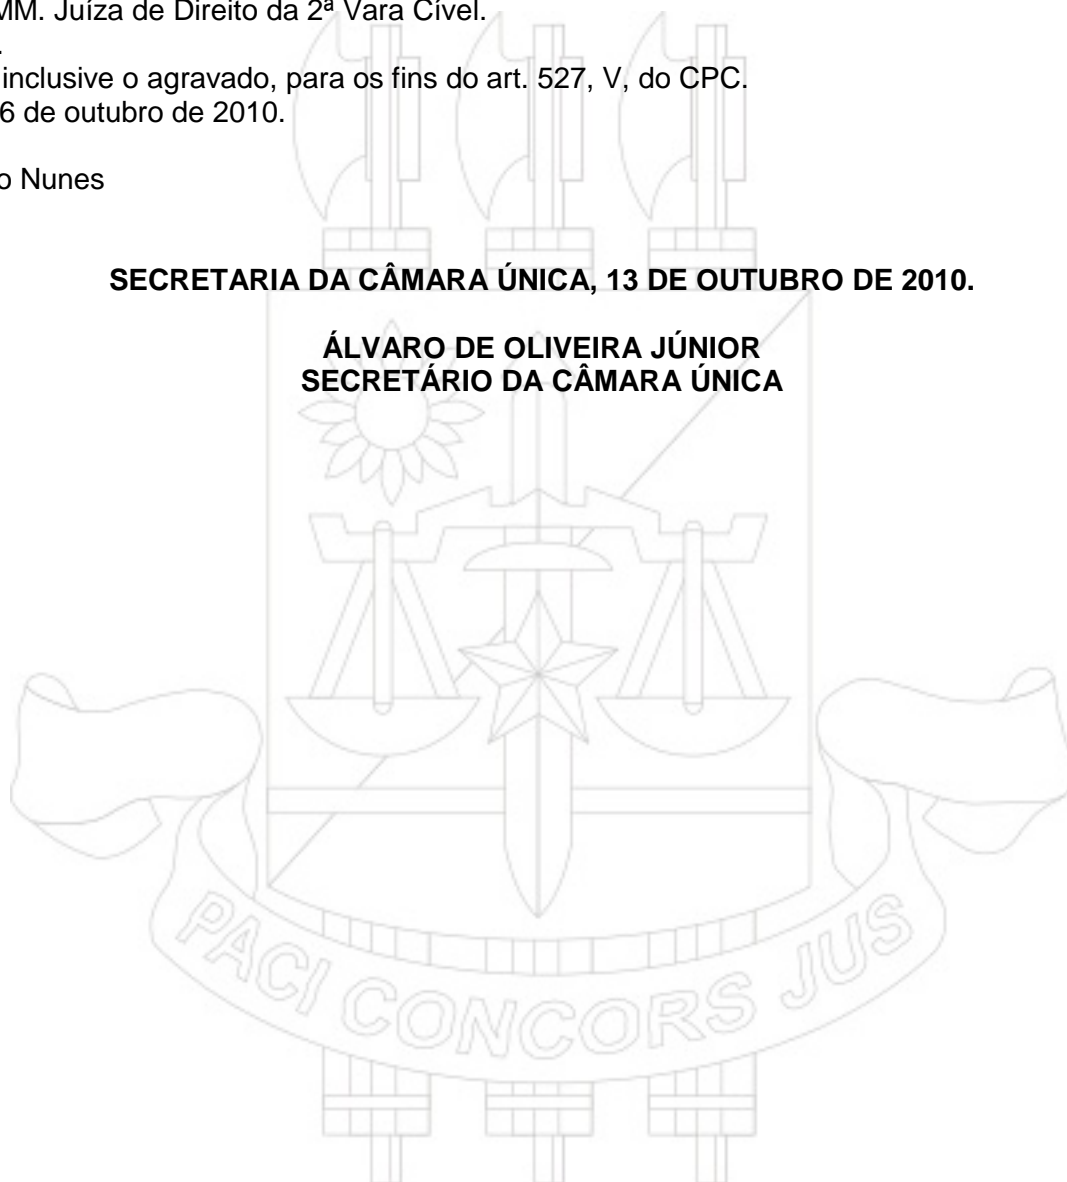 MM. Juíza de Direito da 2ª Vara Cível.
.
inclusive o agravado, para os fins do art. 527, V, do CPC.
6 de outubro de 2010.
o Nunes
SECRETARIA DA CÂMARA ÚNICA, 13 DE OUTUBRO DE 2010.
ÁLVARO DE OLIVEIRA JÚNIOR
SECRETÁRIO DA CÂMARA ÚNICA
PACI CONCORS JUS